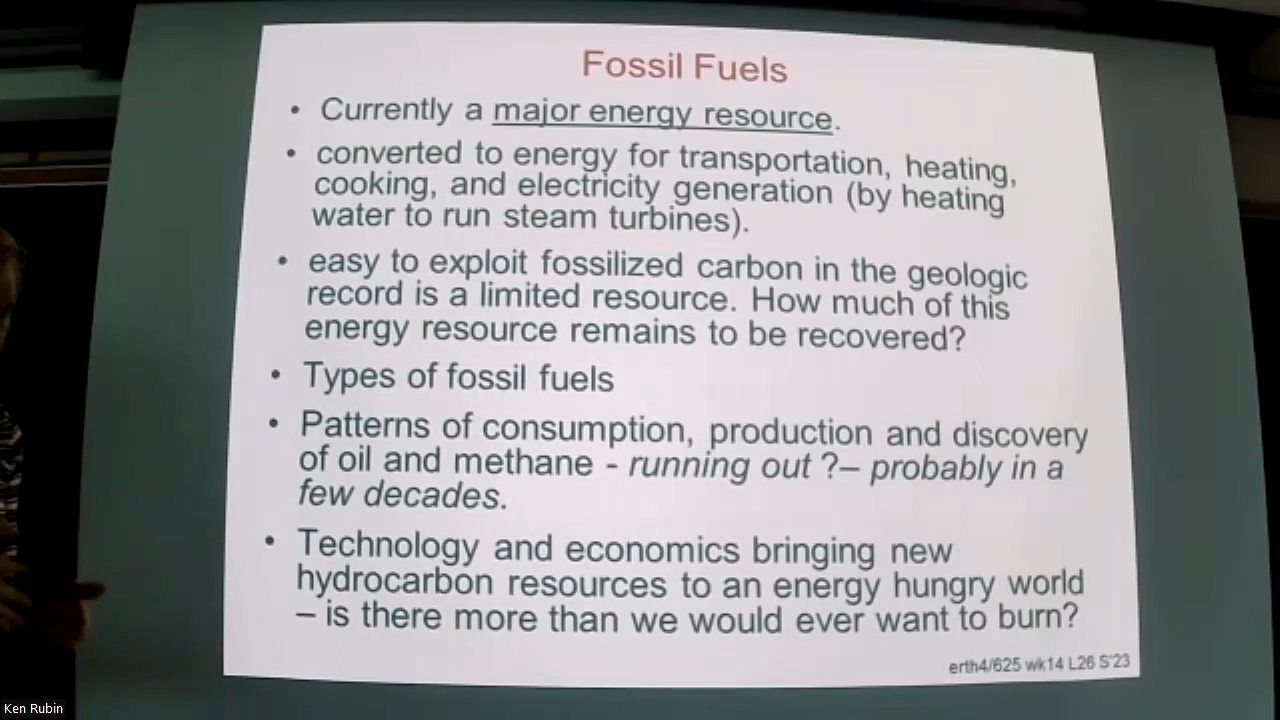 Fossil Fuels
• Currently a major energy resource.
• converted to energy for transportation, heating,
cooking, and electricity generation (by heating
water to run steam turbines).
• easy to exploit fossilized carbon in the geologic
record is a limited resource. How much of this
energy resource remains to be recovered?
• Types of fossil fuels
• Patterns of consumption, production and discovery
of oil and methane - running out ?– probably in a
few decades.
• Technology and economics bringing new
hydrocarbon resources to an energy hungry world
– is there more than we would ever want to burn?
erth4/625 wk14 L26 S'23
Ken Rubin